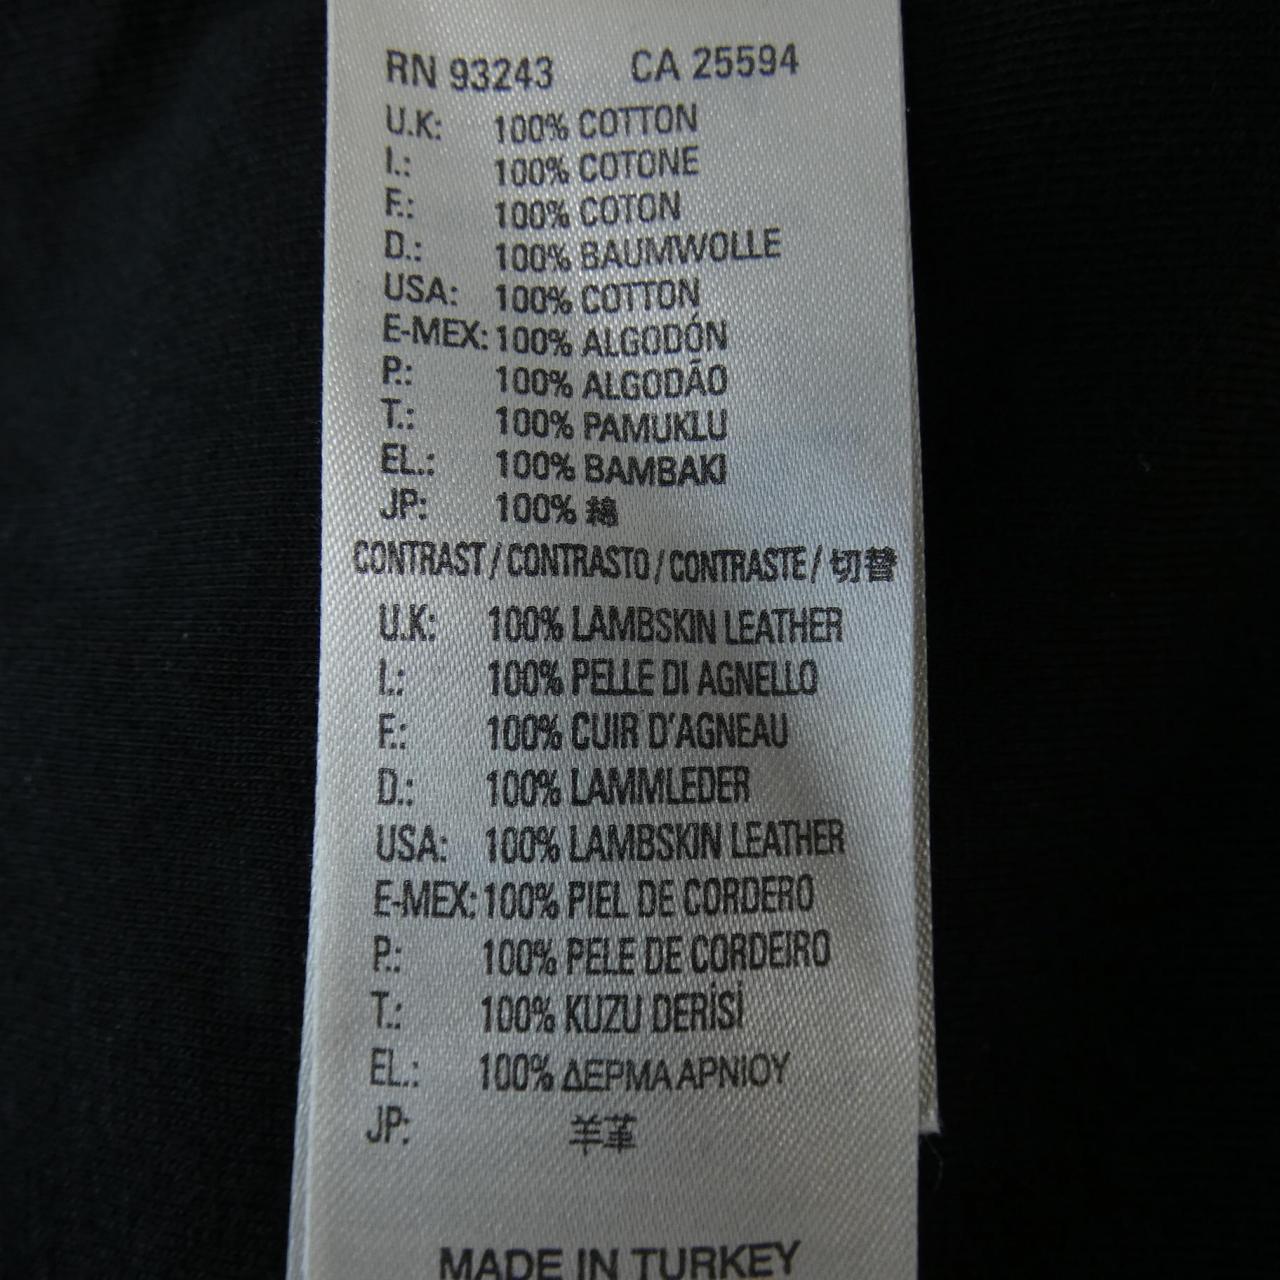 RN 93243 CA 25594
U.K: 100% COTTON
I.: 100% COTONE
F.: 100% COTON
D.: 100% BAUMWOLLE
USA: 100% COTTON
E-MEX: 100% ALGODÓN
P.: 100% ALGODÃO
T.: 100% PAMUKLU
EL.: 100% BAMBAKI
JP: 100% 綿
CONTRAST / CONTRASTO / CONTRASTE / 切替
U.K: 100% LAMBSKIN LEATHER
I.: 100% PELLE DI AGNELLO
F.: 100% CUIR D'AGNEAU
D.: 100% LAMMLEDER
USA: 100% LAMBSKIN LEATHER
E-MEX: 100% PIEL DE CORDERO
P.: 100% PELE DE CORDEIRO
T.: 100% KUZU DERİSİ
EL.: 100% ΔΕΡΜΑ ΑΡΝΙΟΥ
JP: 羊革
MADE IN TURKEY